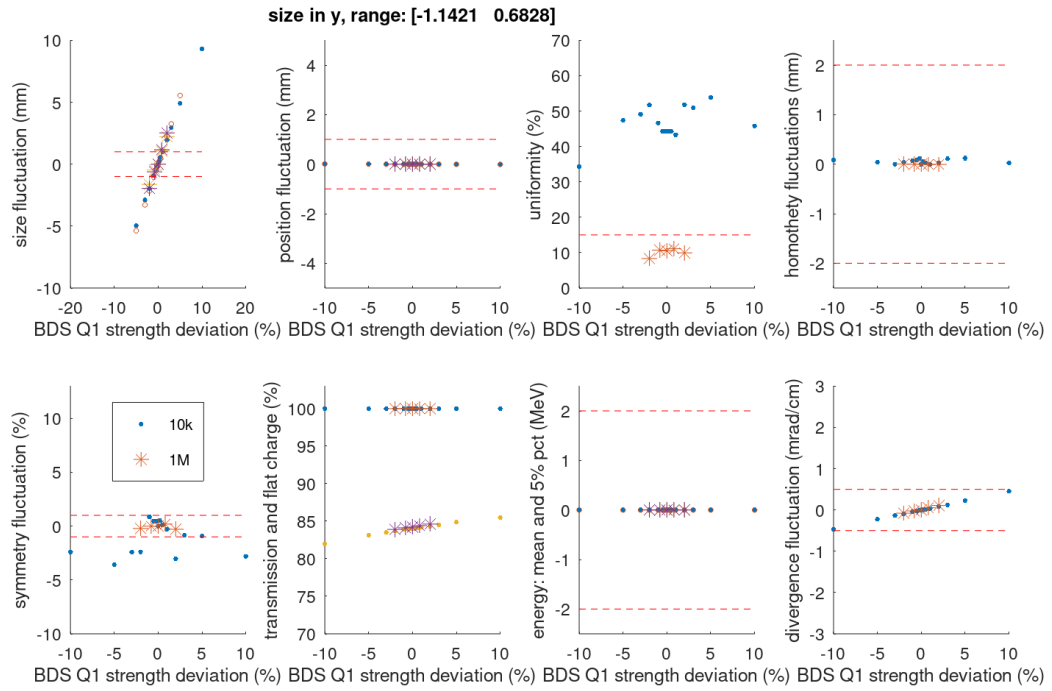 size in y, range: [-1.1421 0.6828]
size fluctuation (mm)
10
5
0
-5
-10
-20 -10 0 10 20
BDS Q1 strength deviation (%)
position fluctuation (mm)
4
2
0
-2
-4
-10 -5 0 5 10
BDS Q1 strength deviation (%)
uniformity (%)
70
60
50
40
30
20
10
0
-10 -5 0 5 10
BDS Q1 strength deviation (%)
homothety fluctuations (mm)
2
1
0
-1
-2
-10 -5 0 5 10
BDS Q1 strength deviation (%)
symmetry fluctuation (%)
10
5
0
-5
-10
10k
1M
-10 -5 0 5 10
BDS Q1 strength deviation (%)
transmission and flat charge (%)
100
95
90
85
80
75
70
-10 -5 0 5 10
BDS Q1 strength deviation (%)
energy: mean and 5% pct (MeV)
2
1
0
-1
-2
-10 -5 0 5 10
BDS Q1 strength deviation (%)
divergence fluctuation (mrad/cm)
3
2
1
0
-1
-2
-3
-10 -5 0 5 10
BDS Q1 strength deviation (%)